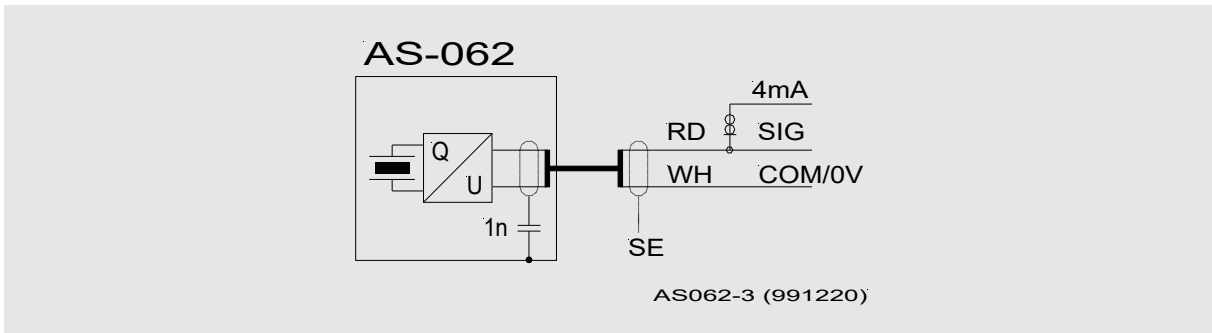 AS-062
4mA
RD SIG
Q
WH COM/0V
U
1n
SE
AS062-3 (991220)